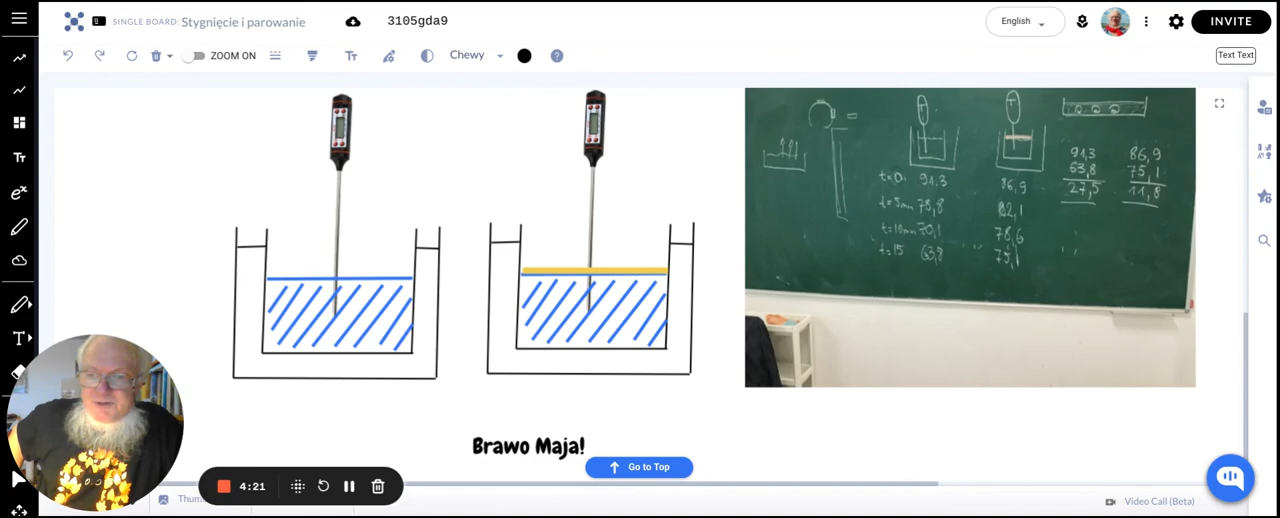 SINGLE BOARD: Stygnięcie i parowanie
3105gda9
English
INVITE
ZOOM ON
Chewy
Text Text
T
T
91,3
86,9
63,8
75,1
27,5
11,8
t=0
91.3
86,9
t=5min 78,8
82,1
t=10min 70,1
78,6
t=15
63,8
75,1
Brawo Maja!
Go to Top
4:21
Thum
Video Call (Beta)